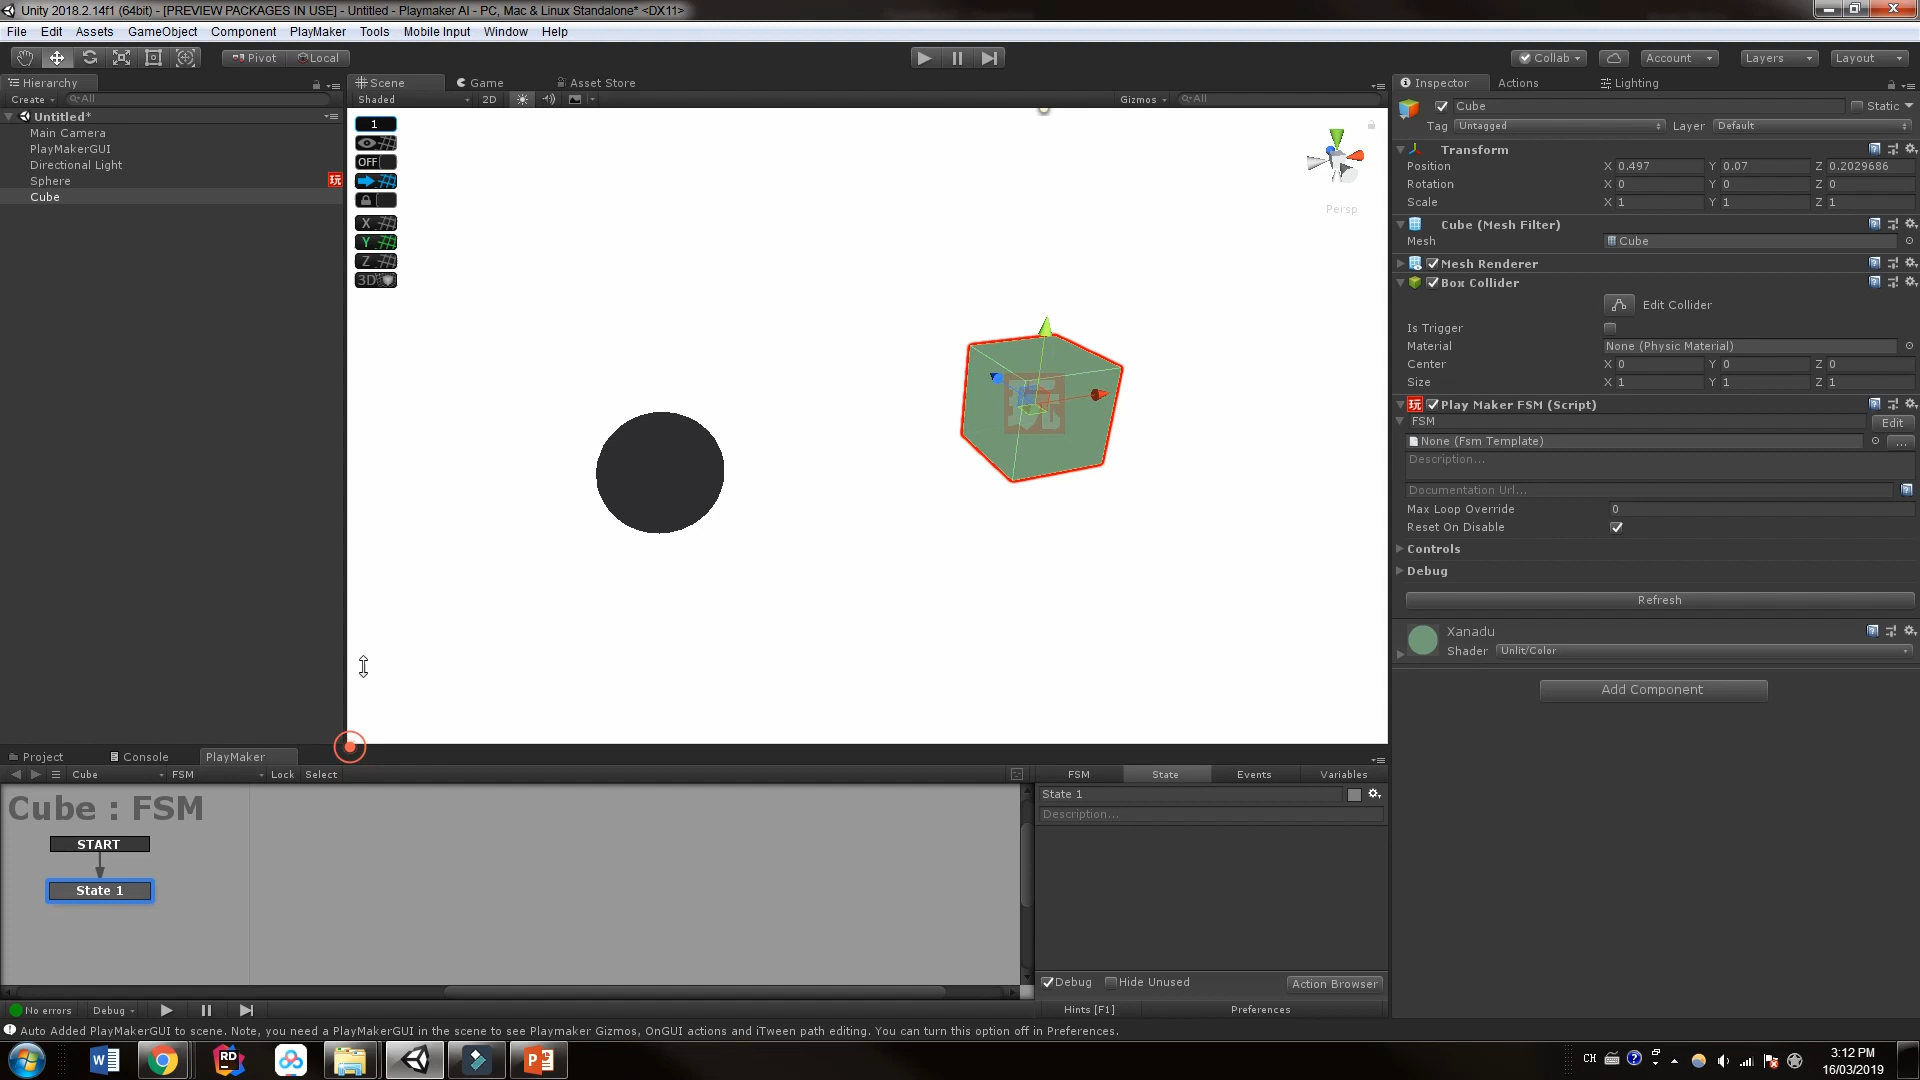 Unity 2018.2.14f1 (64bit) - [PREVIEW PACKAGES IN USE] - Untitled - Playmaker AI - PC, Mac & Linux Standalone* <DX11>
File Edit Assets GameObject Component PlayMaker Tools Mobile Input Window Help
Pivot Local Collab Account Layers Layout
Hierarchy Scene Game Asset Store Inspector Actions Lighting
Create All Shaded 2D Gizmos All
Cube Static
Untitled*
Tag Untagged Layer Default
1
Main Camera
PlayMakerGUI
Transform
OFF
Directional Light
Position X 0.497 Y 0.07 Z 0.2029686
Sphere 玩
Rotation X 0 Y 0 Z 0
Cube
Scale X 1 Y 1 Z 1
Persp
X
Cube (Mesh Filter)
Y
Mesh Cube
Z
Mesh Renderer
3D
Box Collider
Edit Collider
Is Trigger
Material None (Physic Material)
Center X 0 Y 0 Z 0
Size X 1 Y 1 Z 1
玩 Play Maker FSM (Script)
FSM Edit
None (Fsm Template) ...
Description...
Documentation Url...
Max Loop Override 0
Reset On Disable
Controls
Debug
Refresh
Xanadu
Shader Unlit/Color
Add Component
Project Console PlayMaker
Cube FSM Lock Select FSM State Events Variables
Cube : FSM
State 1
Description...
START
State 1
Debug Hide Unused Action Browser
No errors Debug Hints [F1] Preferences
Auto Added PlayMakerGUI to scene. Note, you need a PlayMakerGUI in the scene to see Playmaker Gizmos, OnGUI actions and iTween path editing. You can turn this option off in Preferences.
W RD P CH
3:12 PM
16/03/2019